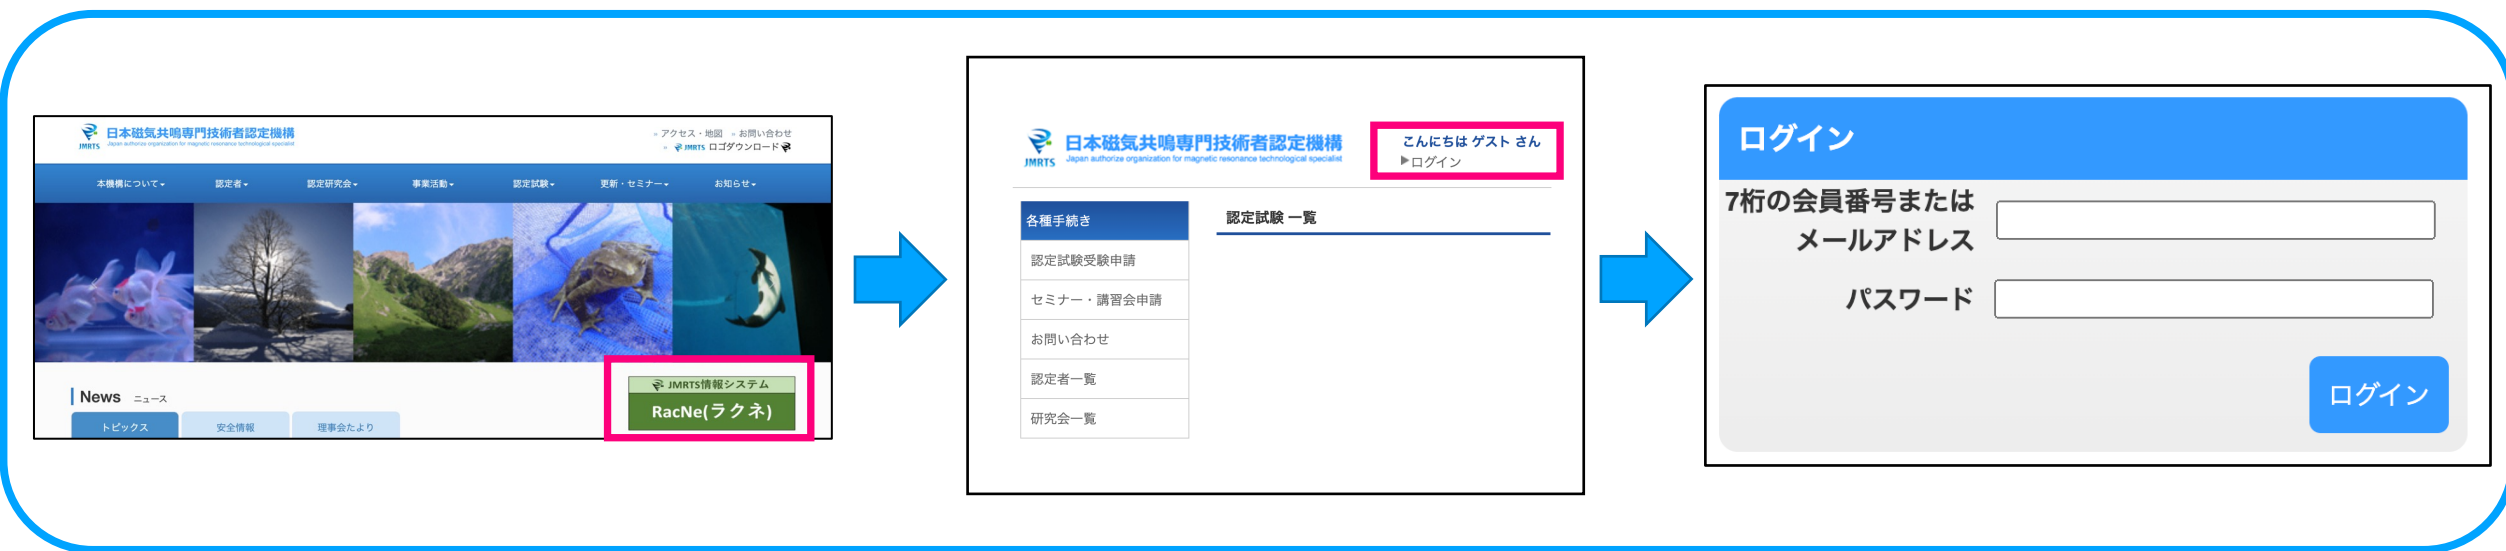 日本磁気共鳴専門技術者認定機構
JMRTS
Japan authorize organization for magnetic resonance technological specialist
» アクセス・地図 » お問い合わせ
» JMRTS ロゴダウンロード
本機構について 認定者 認定研究会 事業活動 認定試験 更新・セミナー お知らせ
JMRTS情報システム
RacNe(ラクネ)
News ニュース
トピックス 安全情報 理事会たより
日本磁気共鳴専門技術者認定機構
JMRTS
Japan authorize organization for magnetic resonance technological specialist
こんにちは ゲスト さん
▶ログイン
各種手続き
認定試験受験申請
セミナー・講習会申請
お問い合わせ
認定者一覧
研究会一覧
認定試験 一覧
ログイン
7桁の会員番号または
メールアドレス
パスワード
ログイン